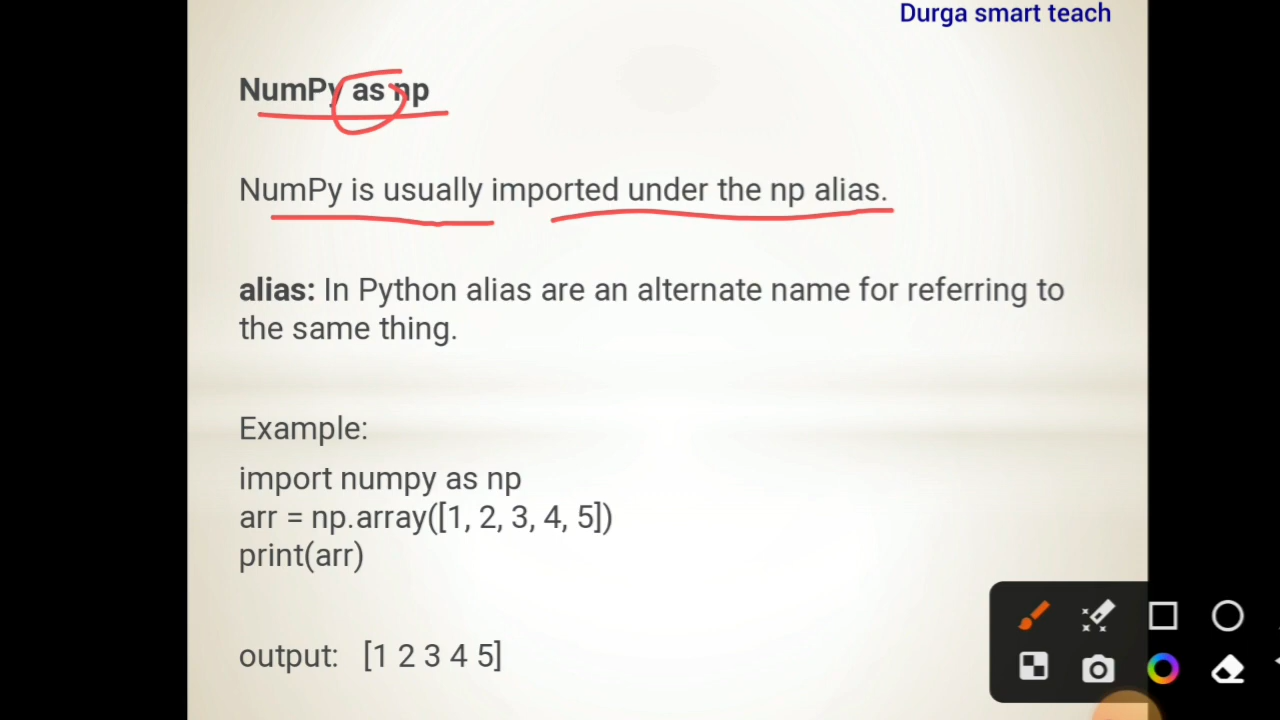 Durga smart teach
NumPy as np
NumPy is usually imported under the np alias.
alias: In Python alias are an alternate name for referring to
the same thing.
Example:
import numpy as np
arr = np.array([1, 2, 3, 4, 5])
print(arr)
output: [1 2 3 4 5]